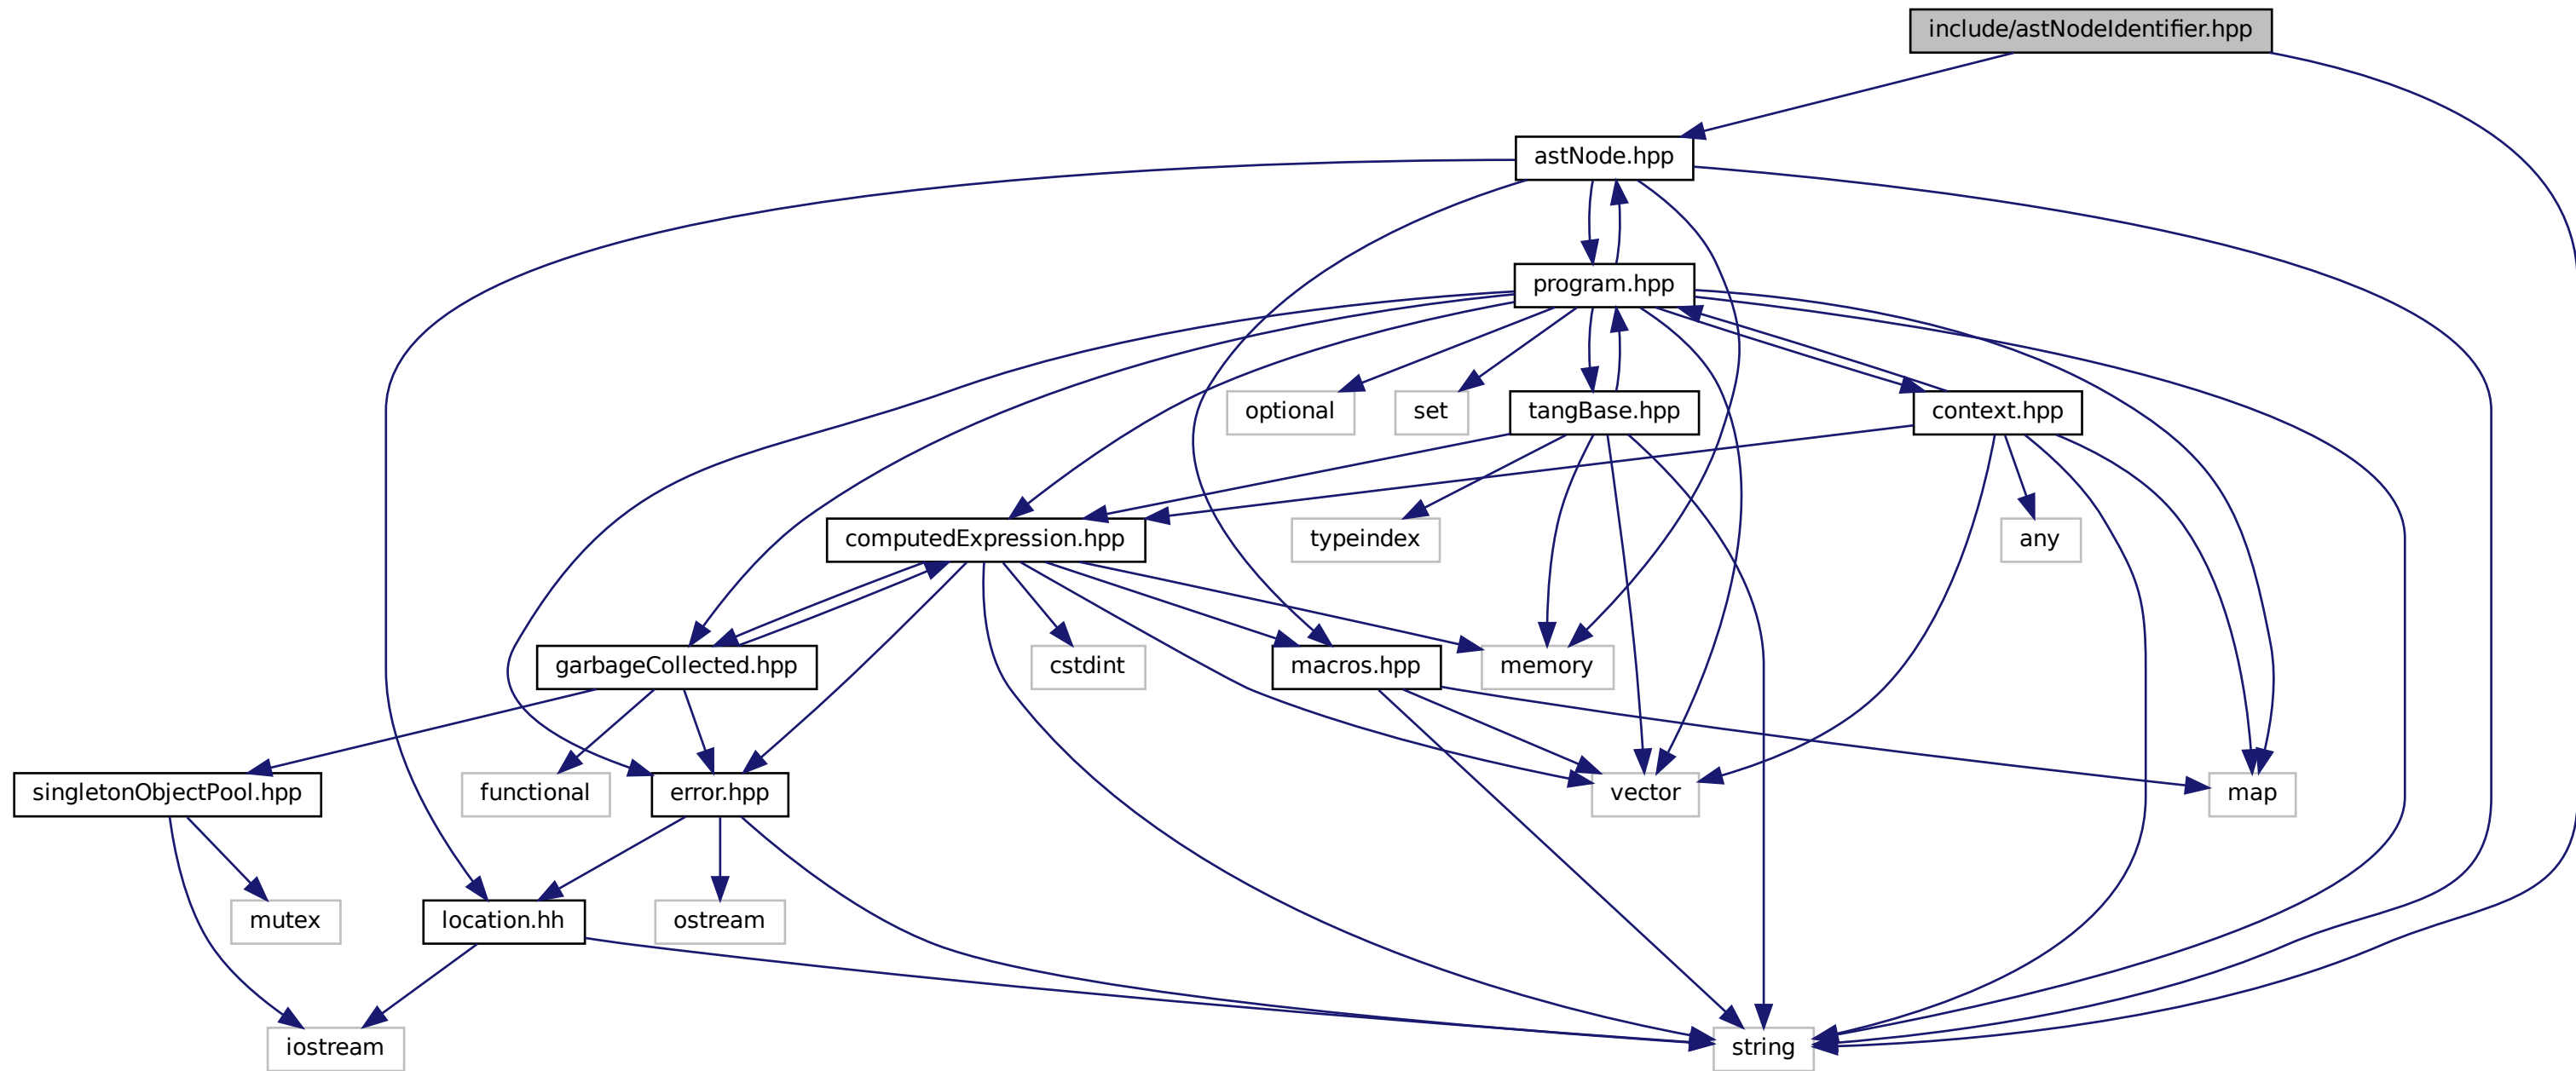 include/astNodeIdentifier.hpp
astNode.hpp
program.hpp
optional
set
tangBase.hpp
context.hpp
computedExpression.hpp
typeindex
any
garbageCollected.hpp
cstdint
macros.hpp
memory
singletonObjectPool.hpp
functional
error.hpp
vector
map
mutex
location.hh
ostream
iostream
string